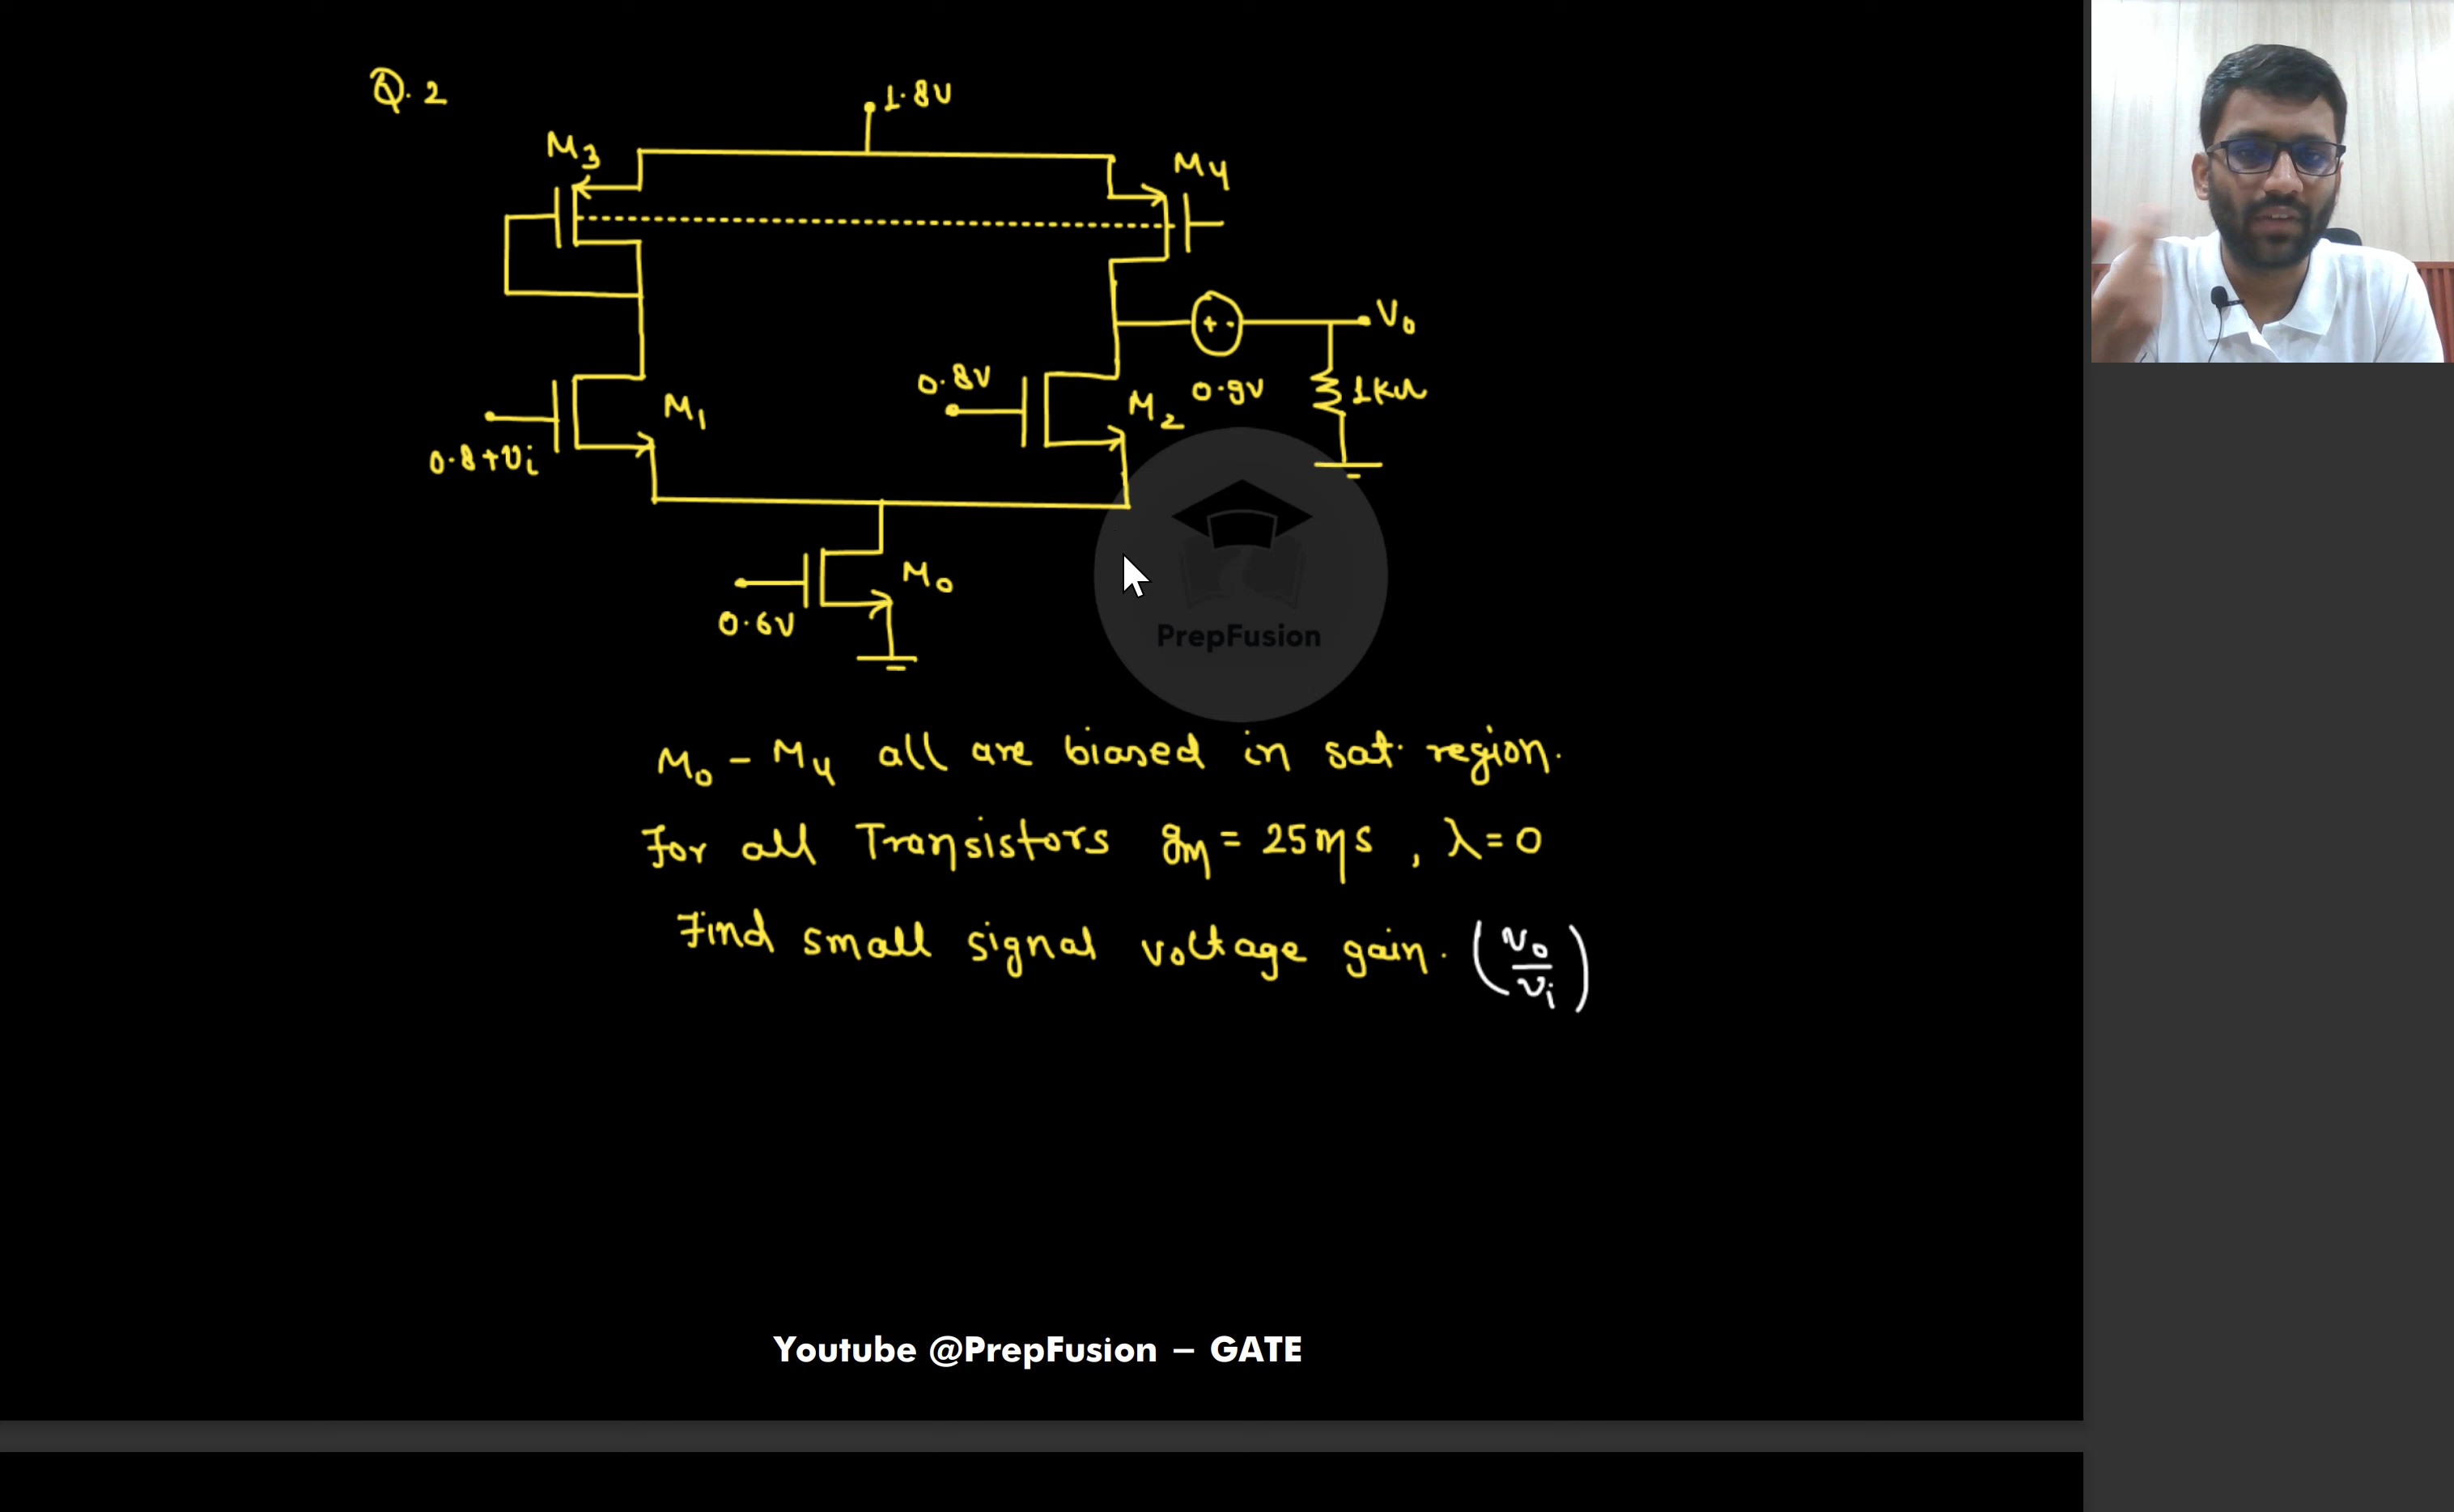 Q.2
1.8V
M3
M4
Vo
0.8V
M1
M2
0.9V
1kΩ
0.8+vi
M0
0.6V
PrepFusion
M0 - M4 all are biased in sat. region.
For all Transistors gm = 25ms , λ=0
Find small signal voltage gain. (vo/vi)
Youtube @PrepFusion – GATE